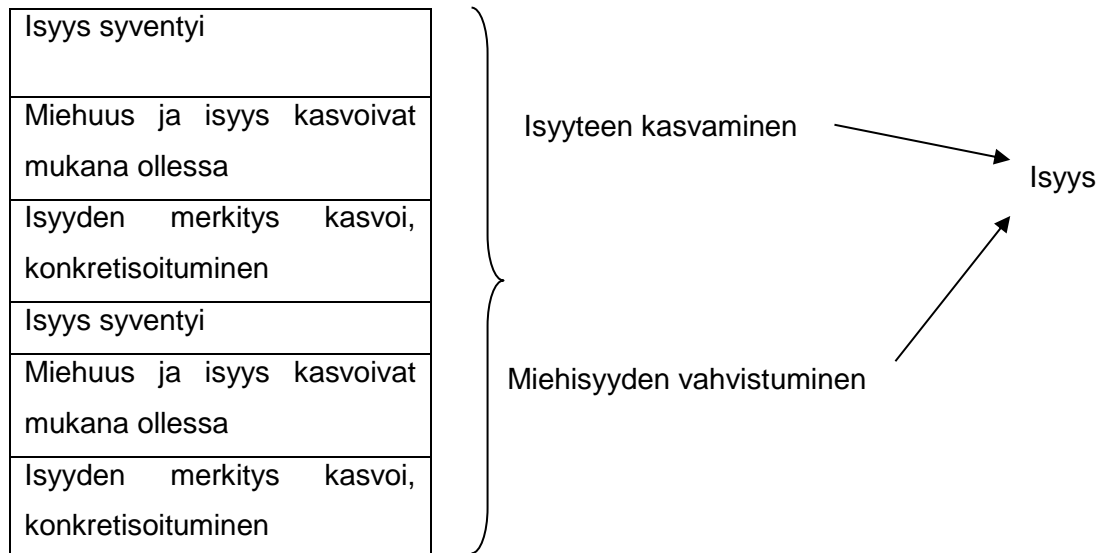 Isyys syventyi
Miehuus ja isyys kasvoivat
mukana ollessa
Isyyden merkitys kasvoi,
konkretisoituminen
Isyys syventyi
Miehuus ja isyys kasvoivat
mukana ollessa
Isyyden merkitys kasvoi,
konkretisoituminen
Isyyteen kasvaminen
Miehisyyden vahvistuminen
Isyys